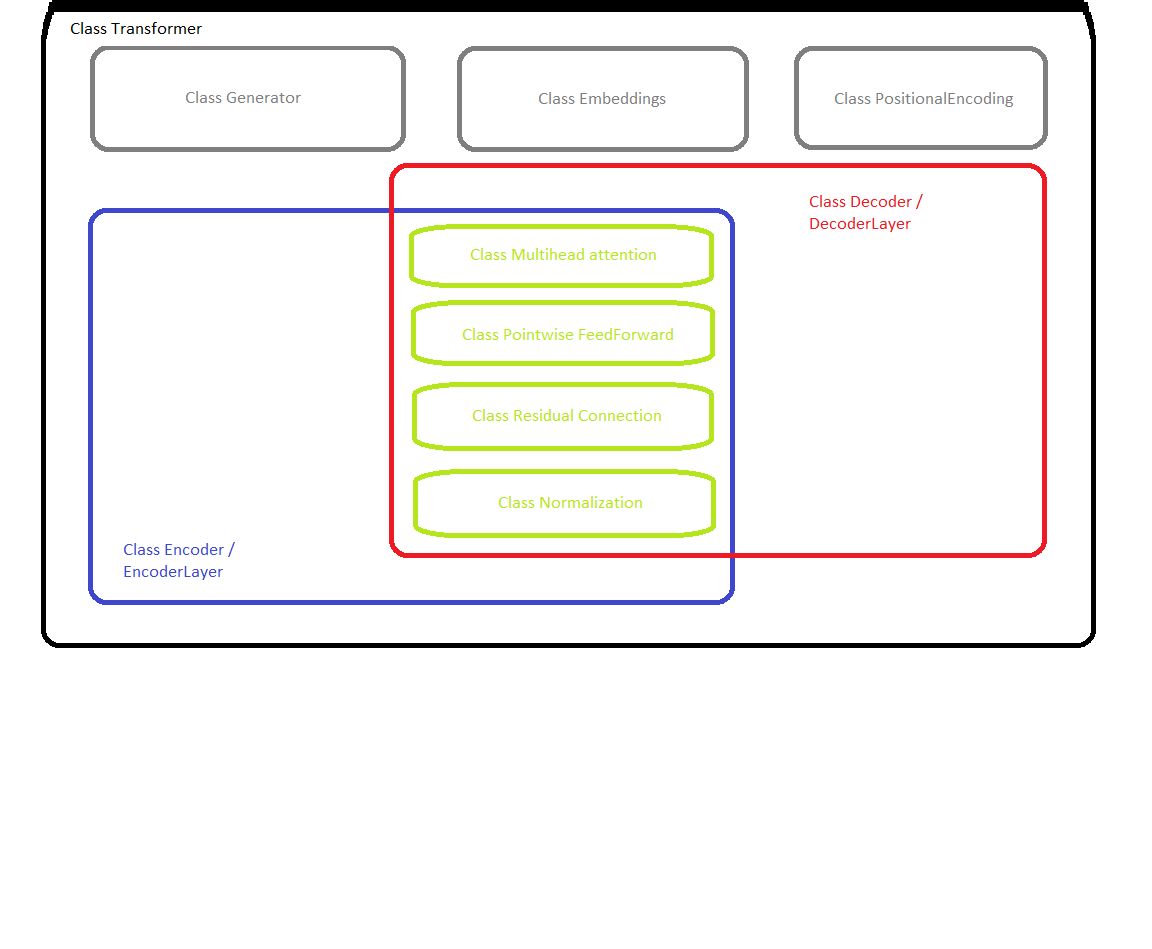 Class Transformer
Class Generator
Class Embeddings
Class PositionalEncoding
Class Decoder /
DecoderLayer
Class Multihead attention
Class Pointwise FeedForward
Class Residual Connection
Class Normalization
Class Encoder /
EncoderLayer